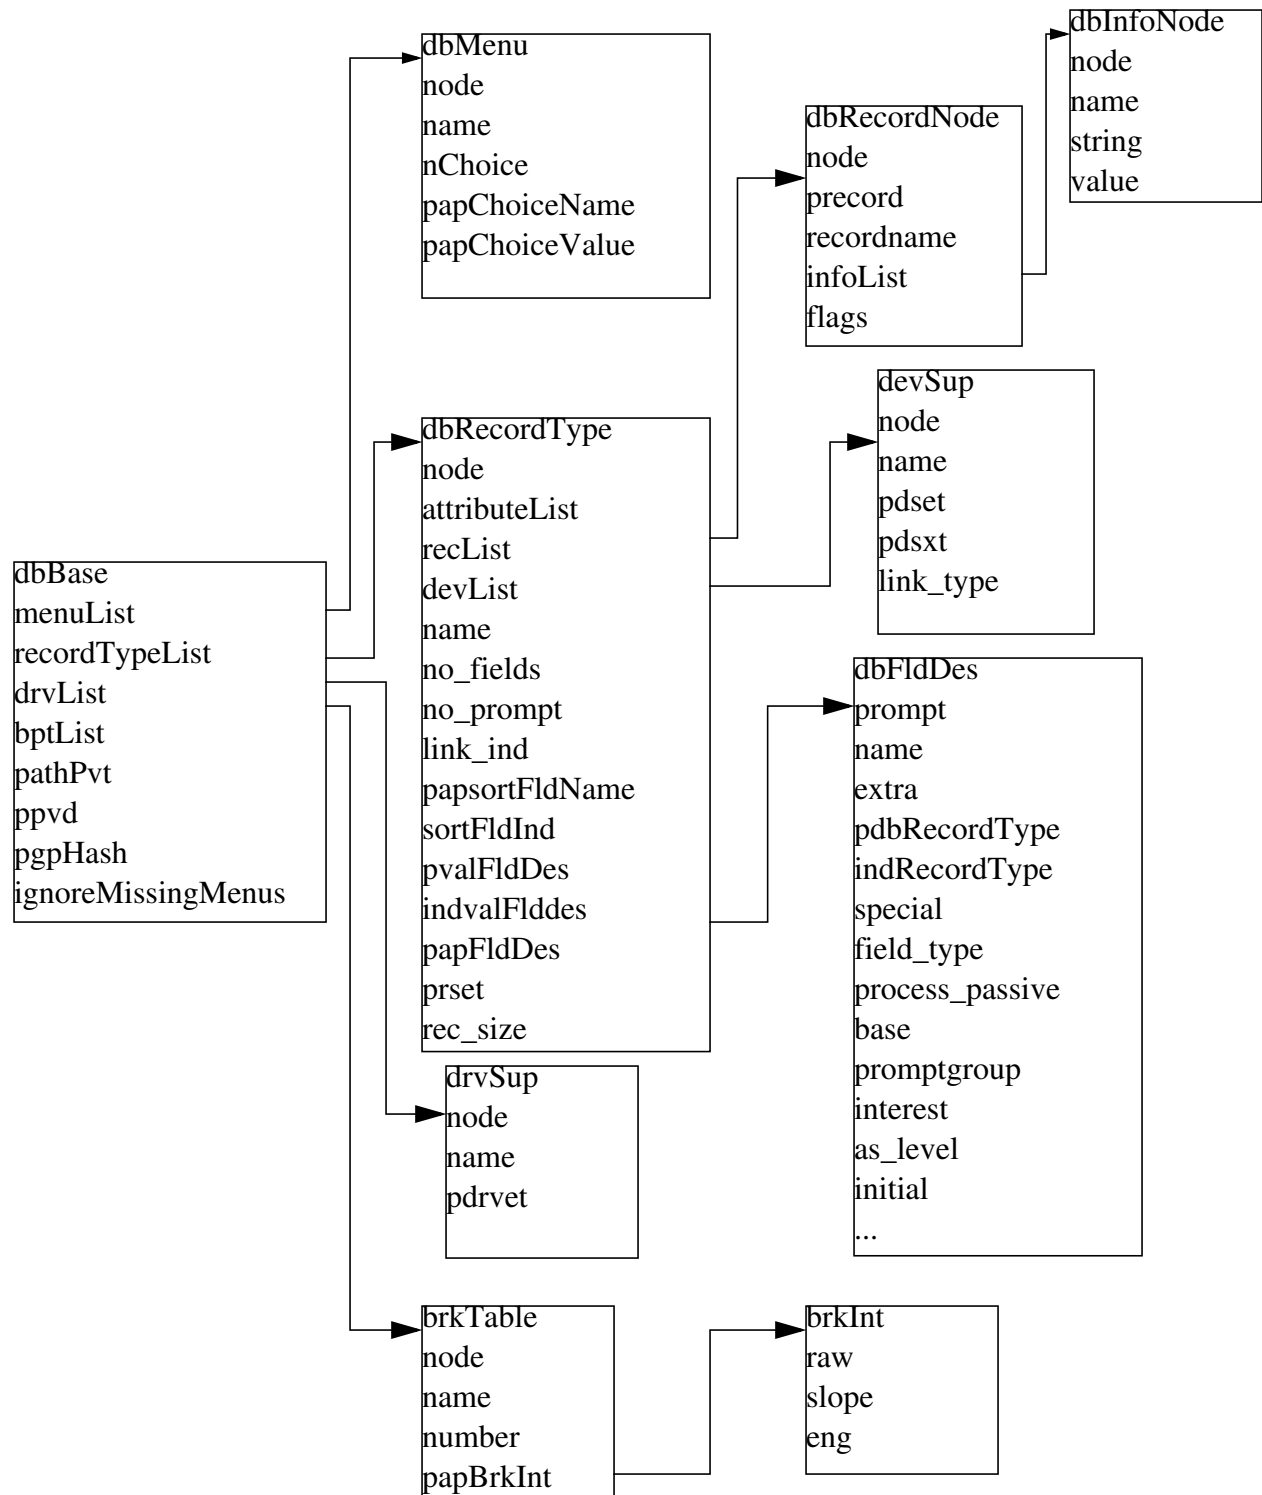 dbBase
menuList
recordTypeList
drvList
bptList
pathPvt
ppvd
pgpHash
ignoreMissingMenus
dbMenu
node
name
nChoice
papChoiceName
papChoiceValue
dbRecordType
node
attributeList
recList
devList
name
no_fields
no_prompt
link_ind
papsortFldName
sortFldInd
pvalFldDes
indvalFlddes
papFldDes
prset
rec_size
drvSup
node
name
pdrvet
brkTable
node
name
number
papBrkInt
dbRecordNode
node
precord
recordname
infoList
flags
dbInfoNode
node
name
string
value
devSup
node
name
pdset
pdsxt
link_type
dbFldDes
prompt
name
extra
pdbRecordType
indRecordType
special
field_type
process_passive
base
promptgroup
interest
as_level
initial
...
brkInt
raw
slope
eng